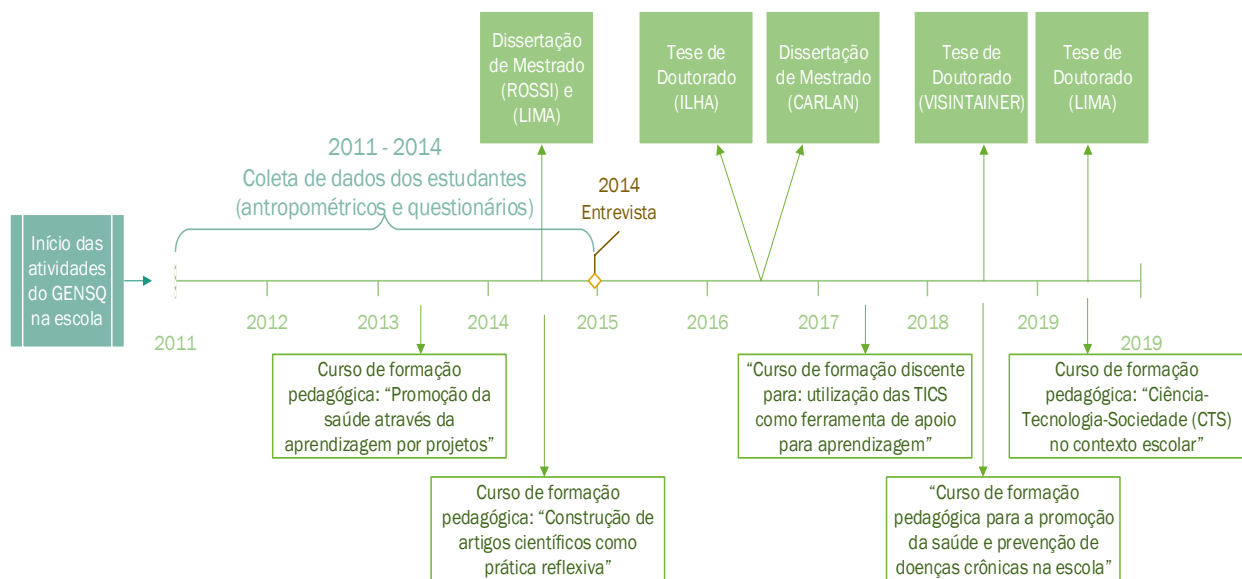 Dissertação
de Mestrado
(ROSSI) e
(LIMA)
Tese de
Doutorado
(ILHA)
Dissertação
de Mestrado
(CARLAN)
Tese de
Doutorado
(VISINTAINER)
Tese de
Doutorado
(LIMA)
2011 - 2014
Coleta de dados dos estudantes
(antropométricos e questionários)
2014
Entrevista
Início das
atividades
do GENSQ
na escola
2011
2012
2013
2014
2015
2016
2017
2018
2019
2019
Curso de formação
pedagógica: “Promoção da
saúde através da
aprendizagem por projetos”
Curso de formação
pedagógica: “Construção de
artigos científicos como
prática reflexiva”
“Curso de formação discente
para: utilização das TICS
como ferramenta de apoio
para aprendizagem”
“Curso de formação
pedagógica para a promoção
da saúde e prevenção de
doenças crônicas na escola”
Curso de formação
pedagógica: “Ciência-
Tecnologia-Sociedade (CTS)
no contexto escolar”